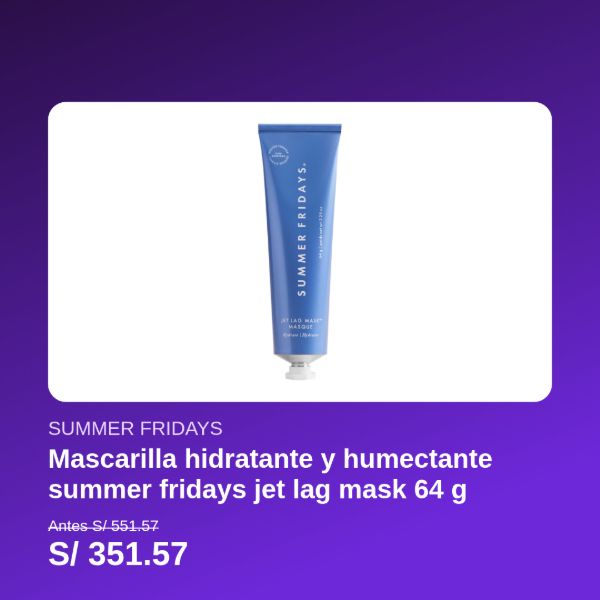 SUMMER FRIDAYS.
JET LAG MASK™
MASQUE
SUMMER FRIDAYS
Mascarilla hidratante y humectante
summer fridays jet lag mask 64 g
Antes S/ 551.57
S/ 351.57